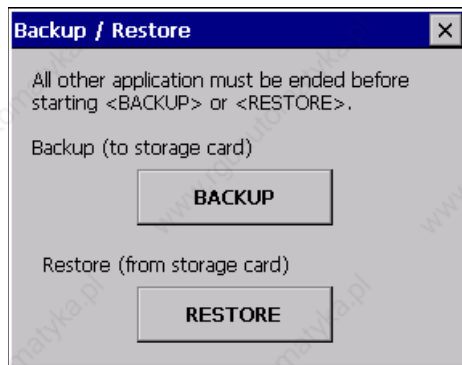 Backup / Restore
All other application must be ended before
starting <BACKUP> or <RESTORE>.
Backup (to storage card)
BACKUP
Restore (from storage card)
RESTORE